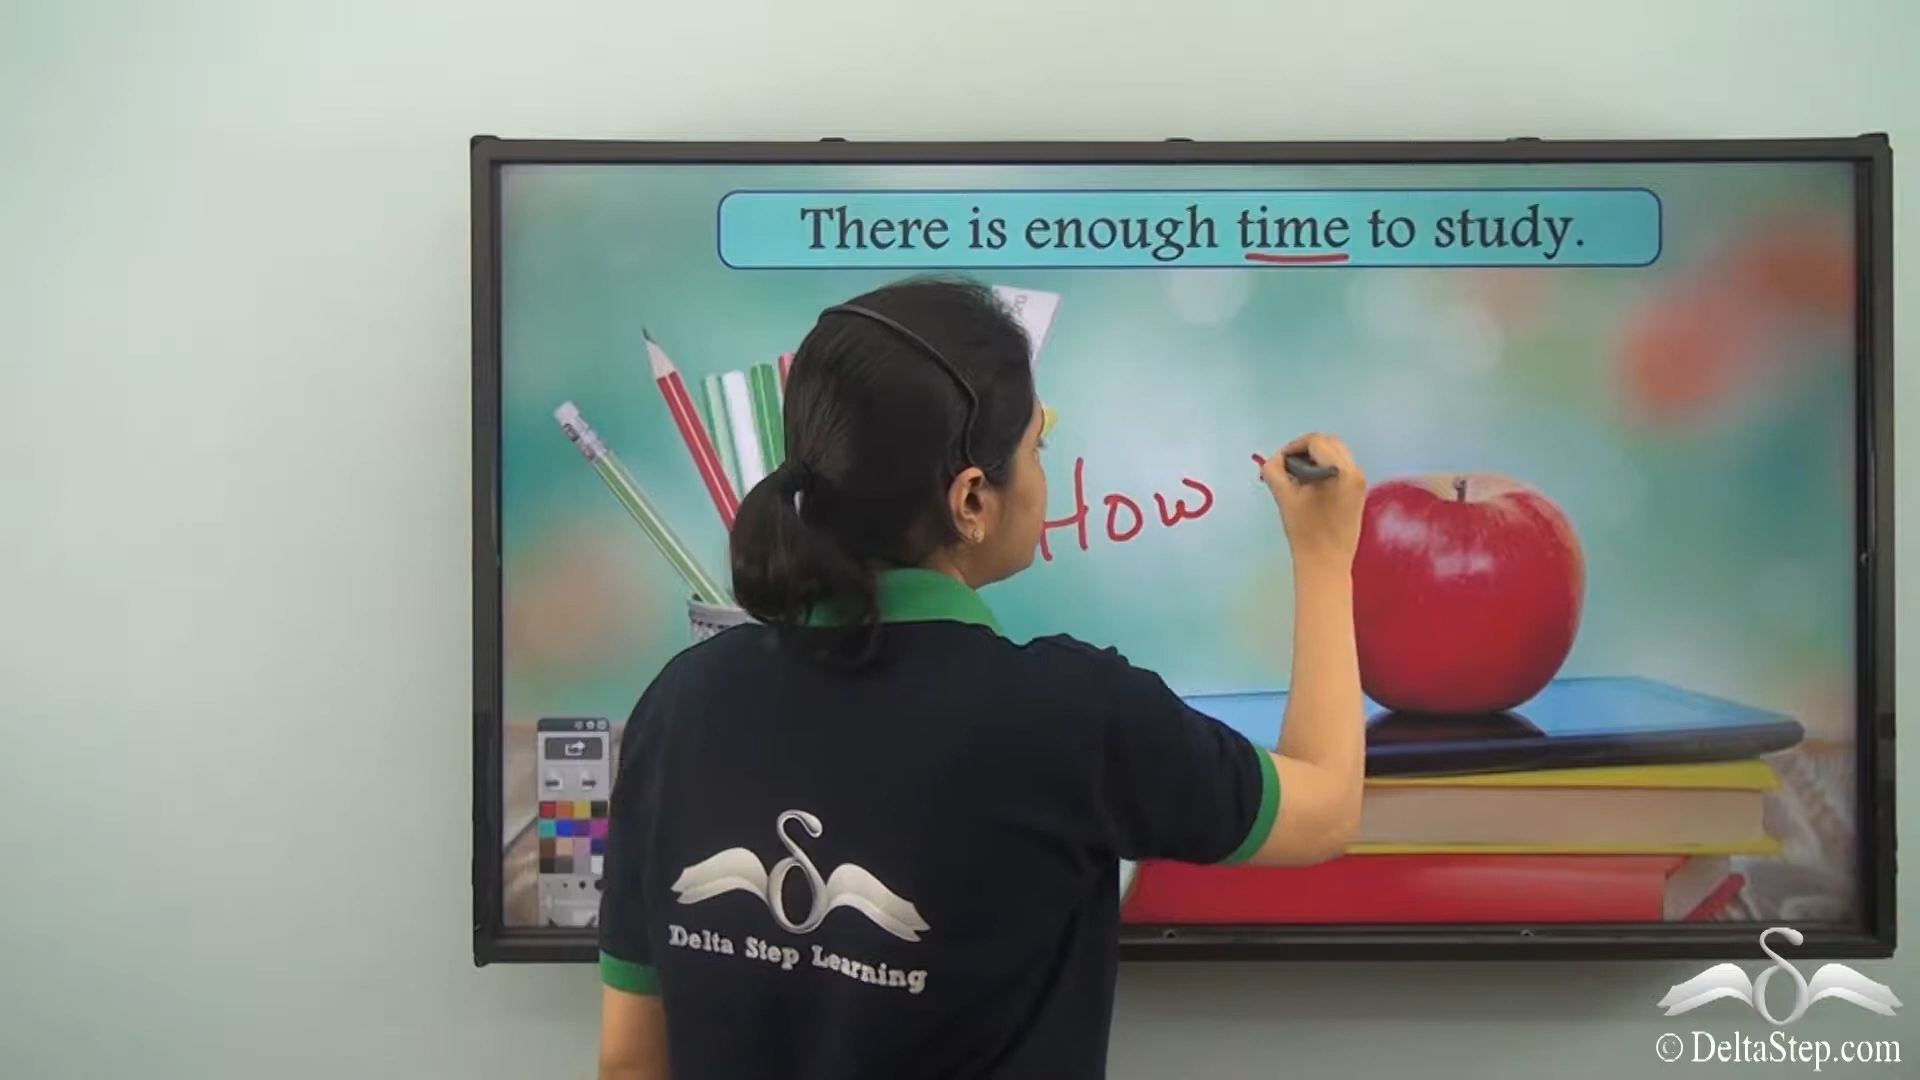 There is enough time to study.
How
Delta Step Learning
© DeltaStep.com